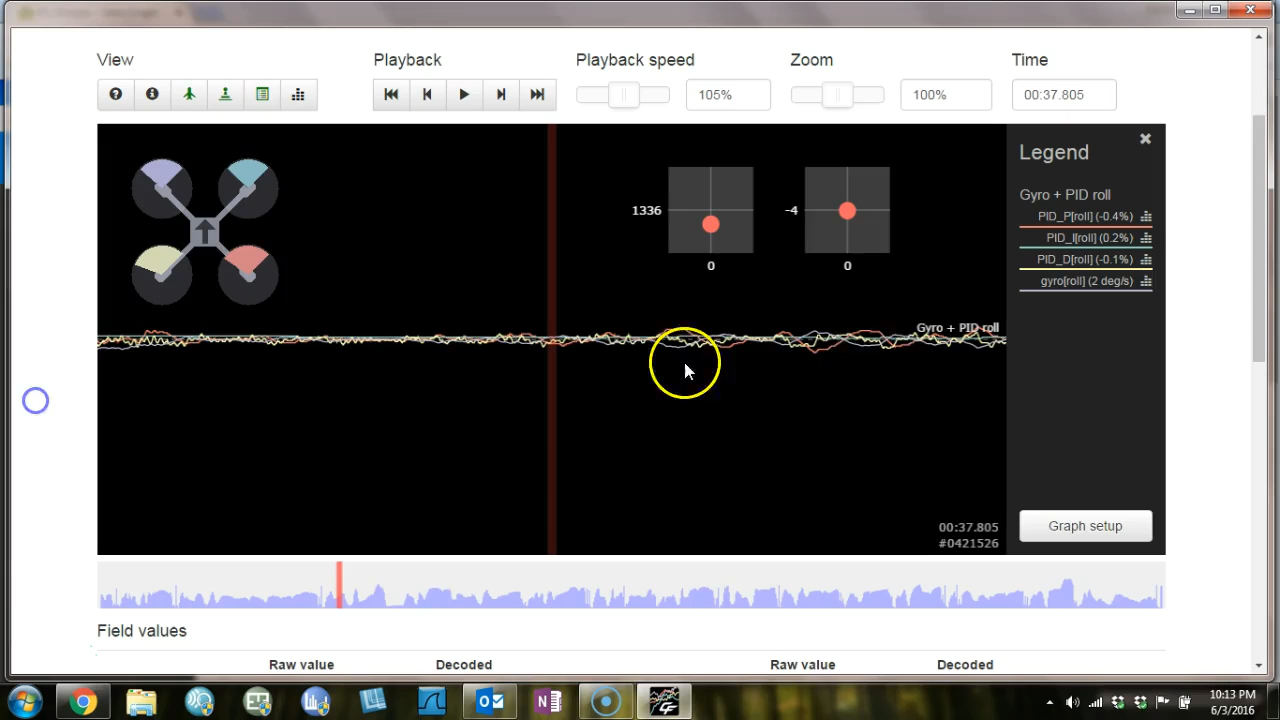 View
Playback
Playback speed
Zoom
Time
105%
100%
00:37.805
Legend
Gyro + PID roll
PID_P[roll] (-0.4%)
PID_I[roll] (0.2%)
PID_D[roll] (-0.1%)
gyro[roll] (2 deg/s)
1336
0
-4
0
Gyro + PID roll
00:37.805
#0421526
Graph setup
Field values
Raw value
Decoded
Raw value
Decoded
10:13 PM
6/3/2016